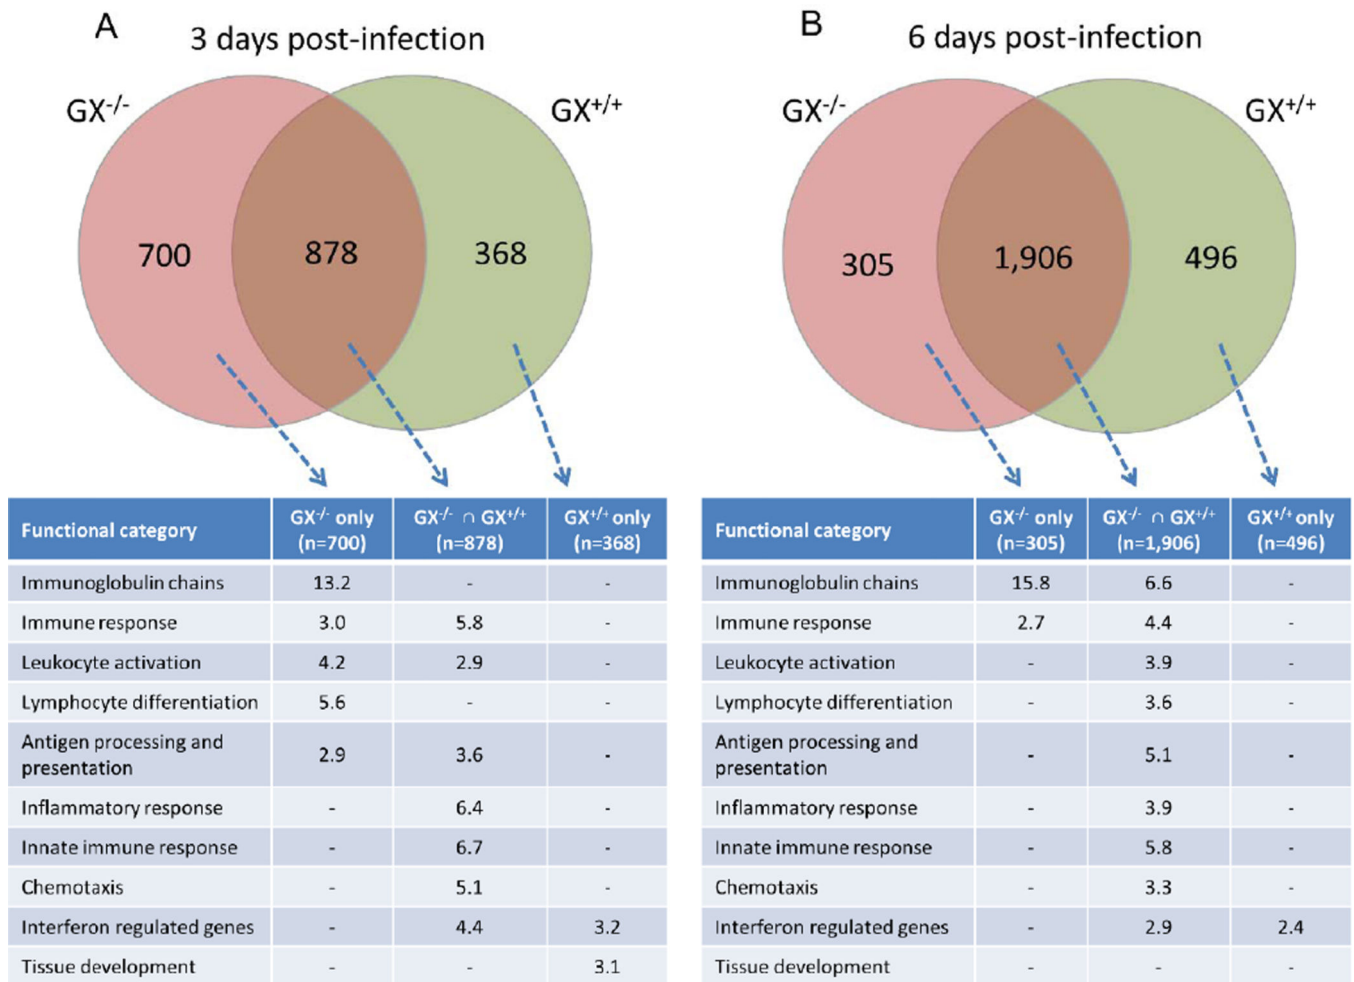 A
3 days post-infection
GX-/-
GX+/+
700
878
368
Functional category
GX-/- only
(n=700)
GX-/- ∩ GX+/+
(n=878)
GX+/+ only
(n=368)
Immunoglobulin chains 13.2 - -
Immune response 3.0 5.8 -
Leukocyte activation 4.2 2.9 -
Lymphocyte differentiation 5.6 - -
Antigen processing and
presentation 2.9 3.6 -
Inflammatory response - 6.4 -
Innate immune response - 6.7 -
Chemotaxis - 5.1 -
Interferon regulated genes - 4.4 3.2
Tissue development - - 3.1
B
6 days post-infection
GX-/-
GX+/+
305
1,906
496
Functional category
GX-/- only
(n=305)
GX-/- ∩ GX+/+
(n=1,906)
GX+/+ only
(n=496)
Immunoglobulin chains 15.8 6.6 -
Immune response 2.7 4.4 -
Leukocyte activation - 3.9 -
Lymphocyte differentiation - 3.6 -
Antigen processing and
presentation - 5.1 -
Inflammatory response - 3.9 -
Innate immune response - 5.8 -
Chemotaxis - 3.3 -
Interferon regulated genes - 2.9 2.4
Tissue development - - -